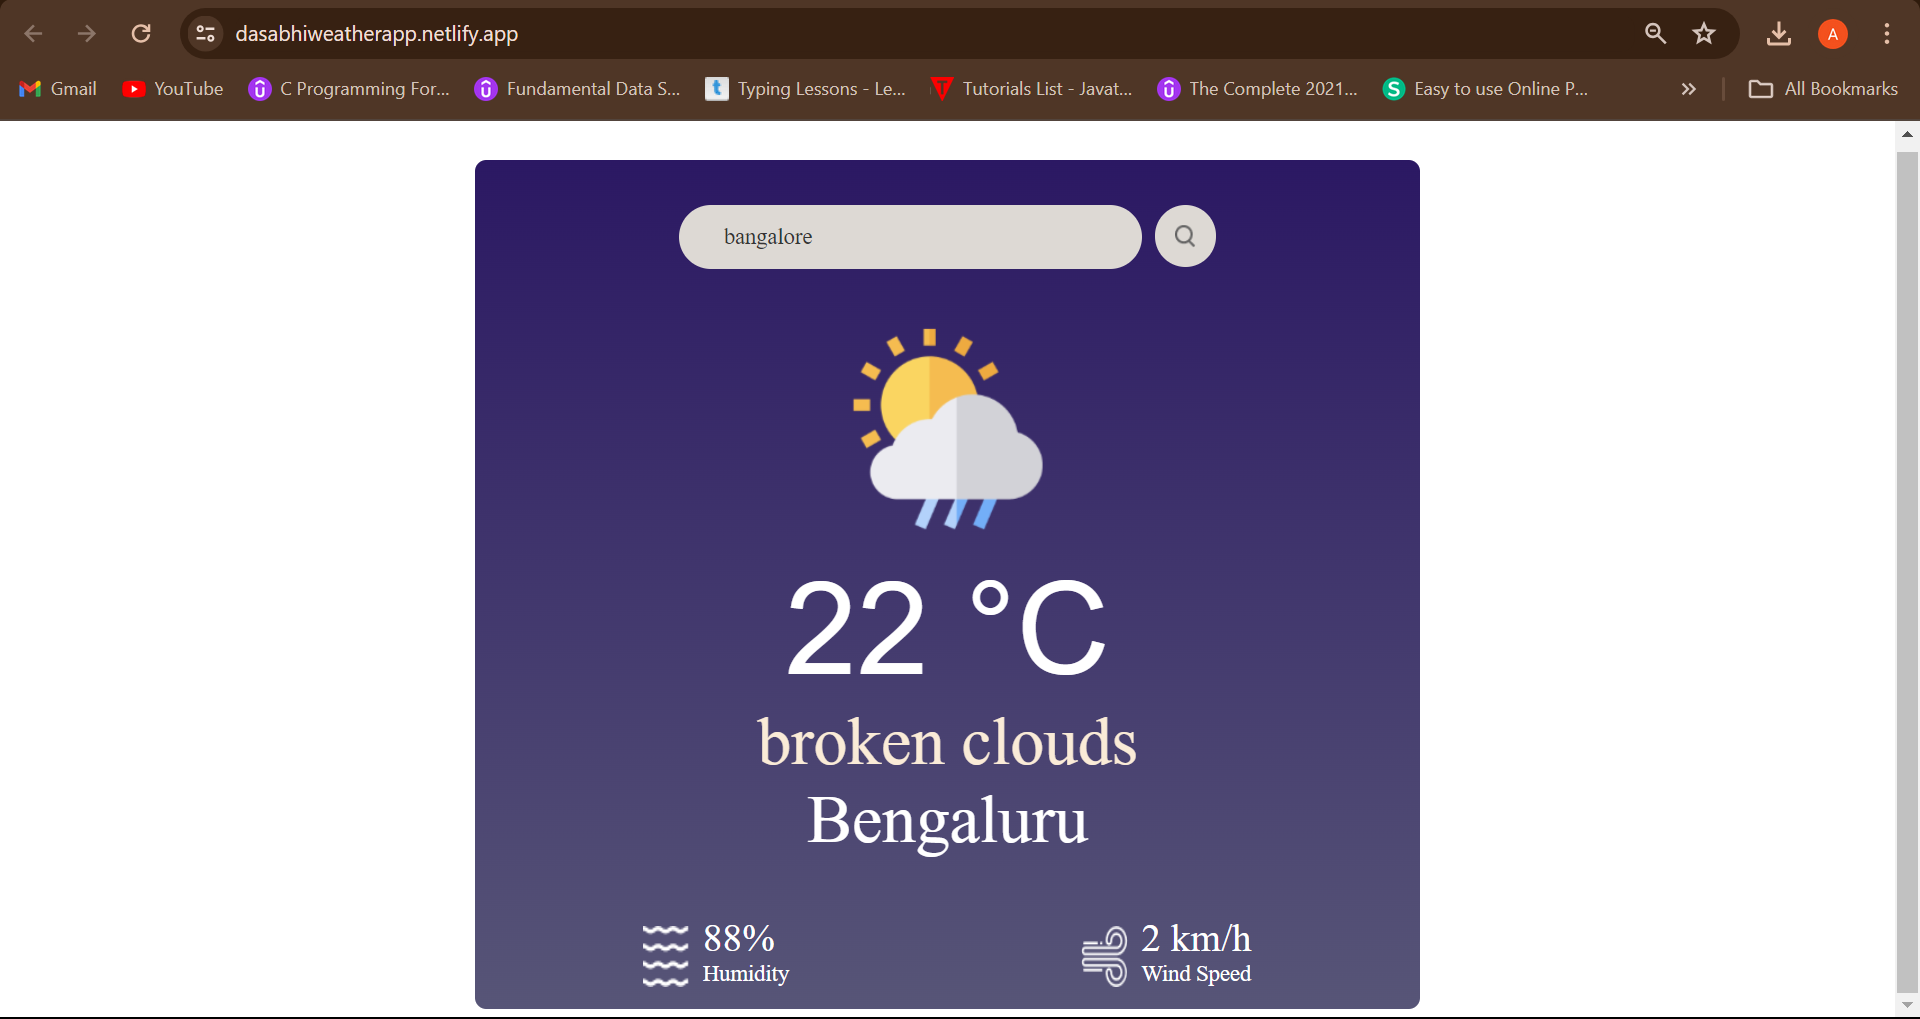 dasabhiweatherapp.netlify.app
A
Gmail
YouTube
C Programming For...
Fundamental Data S...
t
Typing Lessons - Le...
Tutorials List - Javat...
The Complete 2021...
S
Easy to use Online P...
All Bookmarks
bangalore
22 °C
broken clouds
Bengaluru
88%
Humidity
2 km/h
Wind Speed